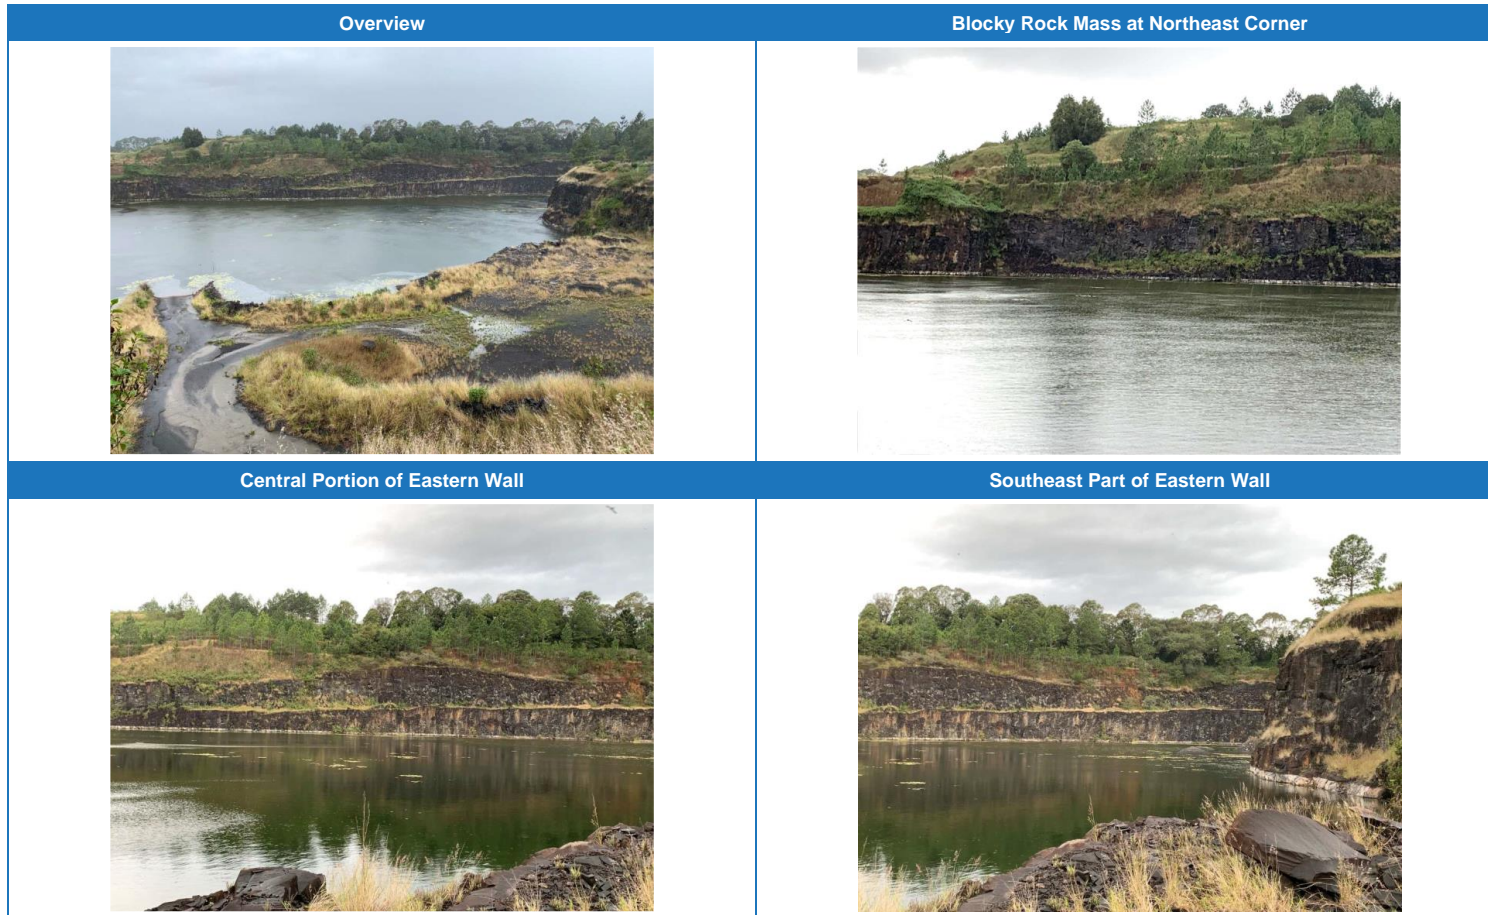 Overview
Blocky Rock Mass at Northeast Corner
Central Portion of Eastern Wall
Southeast Part of Eastern Wall